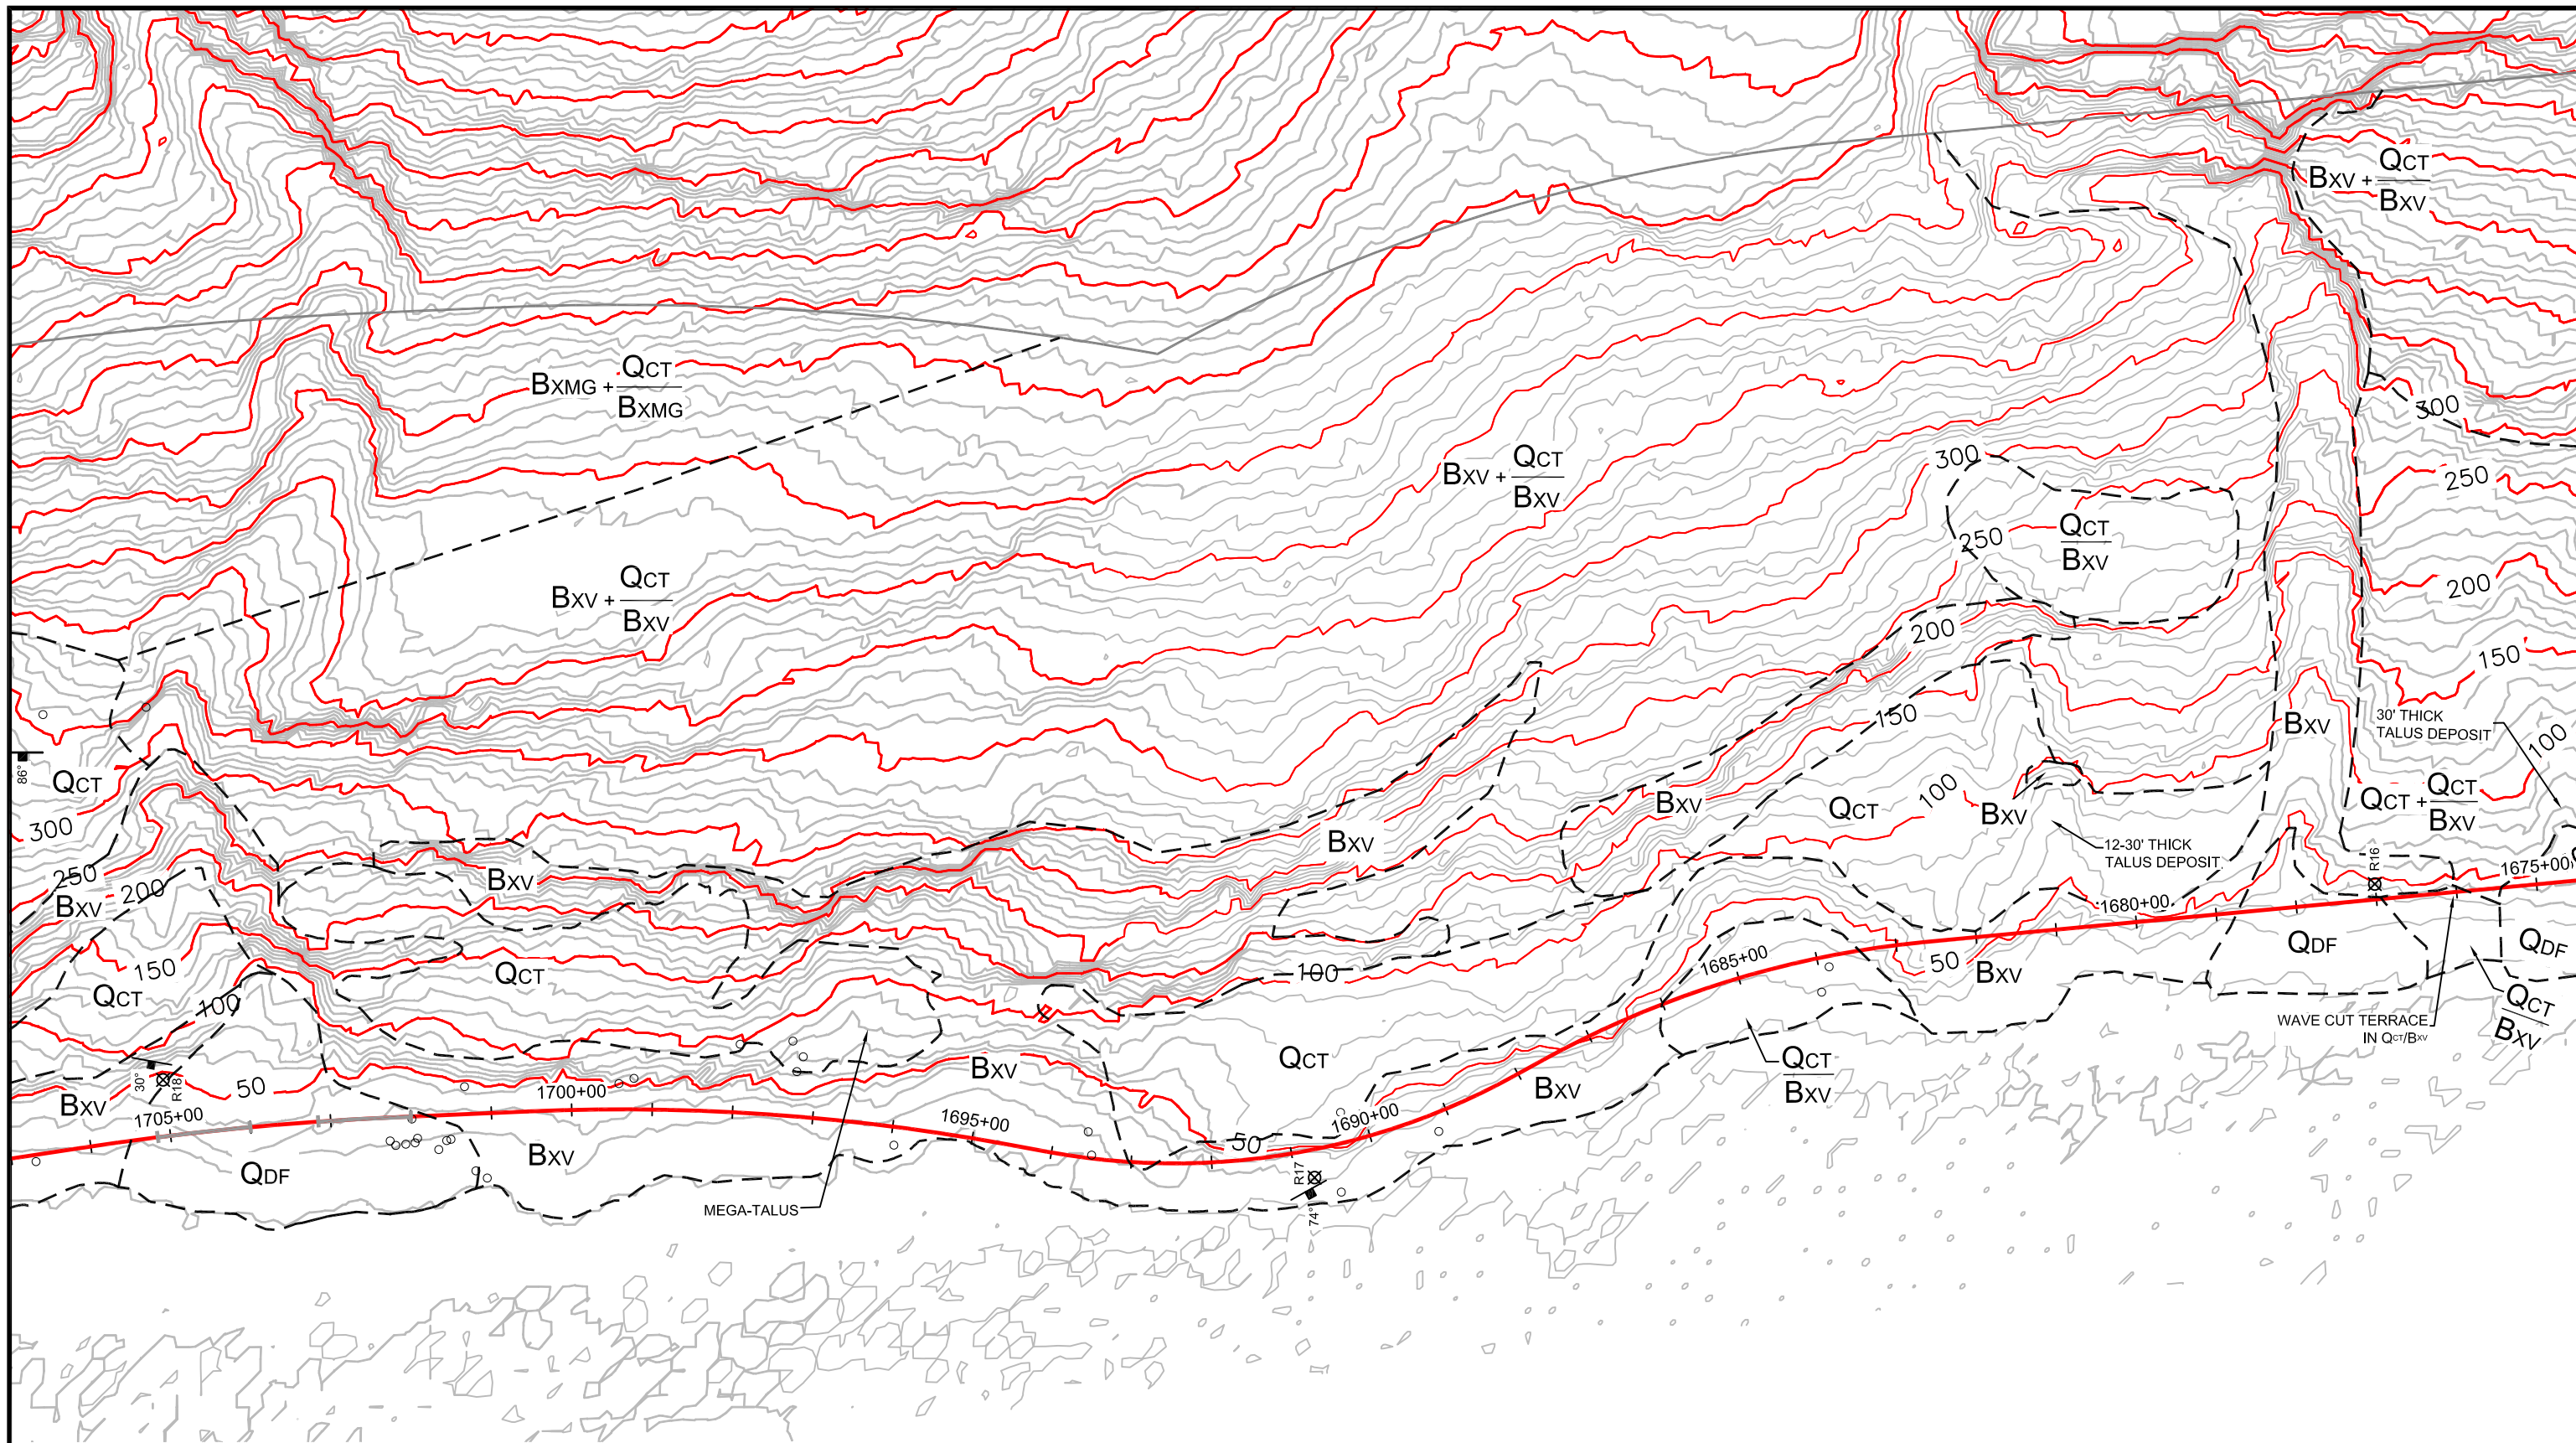 QCT
BXV +
BXV
QCT
BXMG +
BXMG
300
QCT
BXV +
BXV
300
250
QCT
250
BXV
QCT
BXV +
BXV
200
200
150
150
BXV
30' THICK
TALUS DEPOSIT
100
86°
QCT
100
QCT
QCT +
BXV
BXV
QCT
BXV
300
BXV
12-30' THICK
TALUS DEPOSIT
R16
1675+00
250
BXV
200
BXV
1680+00
QDF
QDF
150
QCT
QCT
100
1685+00
50
BXV
QCT
BXV
100
WAVE CUT TERRACE
IN QCT/BXV
QCT
BXV
QCT
BXV
30°
R18
50
BXV
1700+00
1705+00
1695+00
1690+00
BXV
50
BXV
QDF
R17
74°
MEGA-TALUS